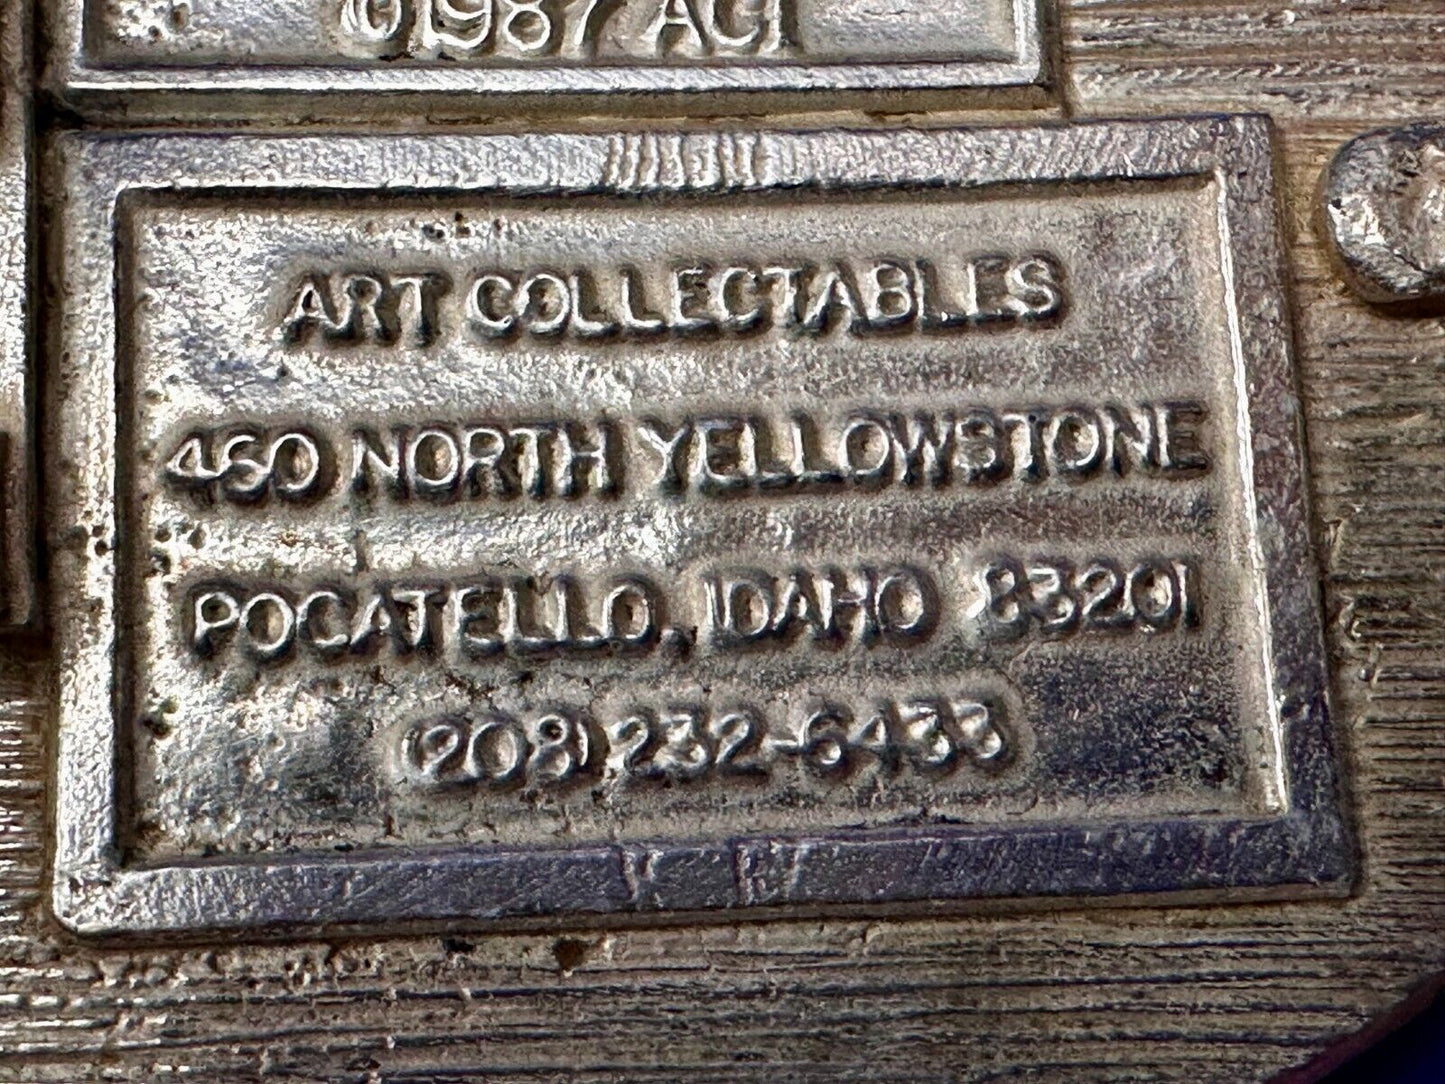 ©1987 ACI
ART COLLECTABLES
460 NORTH YELLOWSTONE
POCATELLO, IDAHO 83201
(208) 232-6433